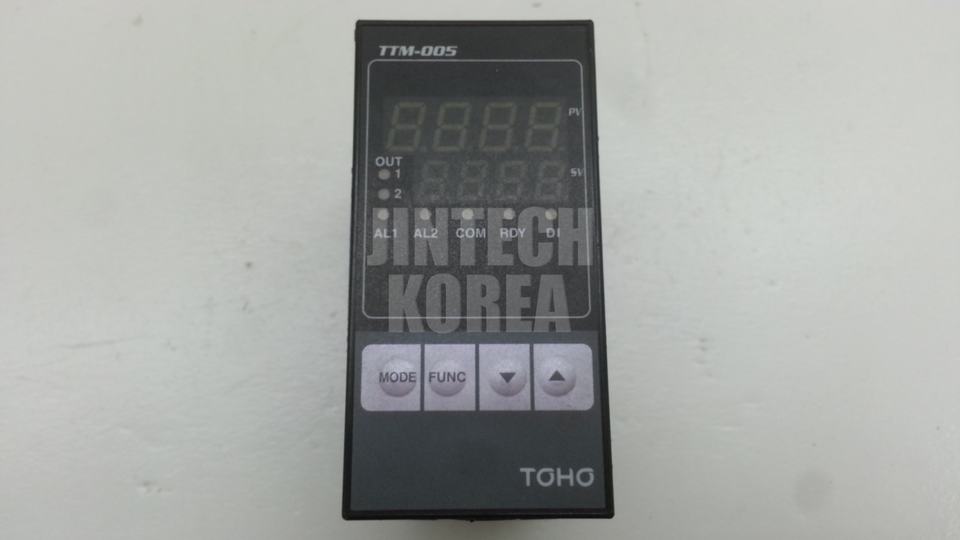 TTM-005
PV
OUT
1
SV
2
AL1 AL2 COM RDY DI
JINTECH
KOREA
MODE FUNC ▼ ▲
TOHO